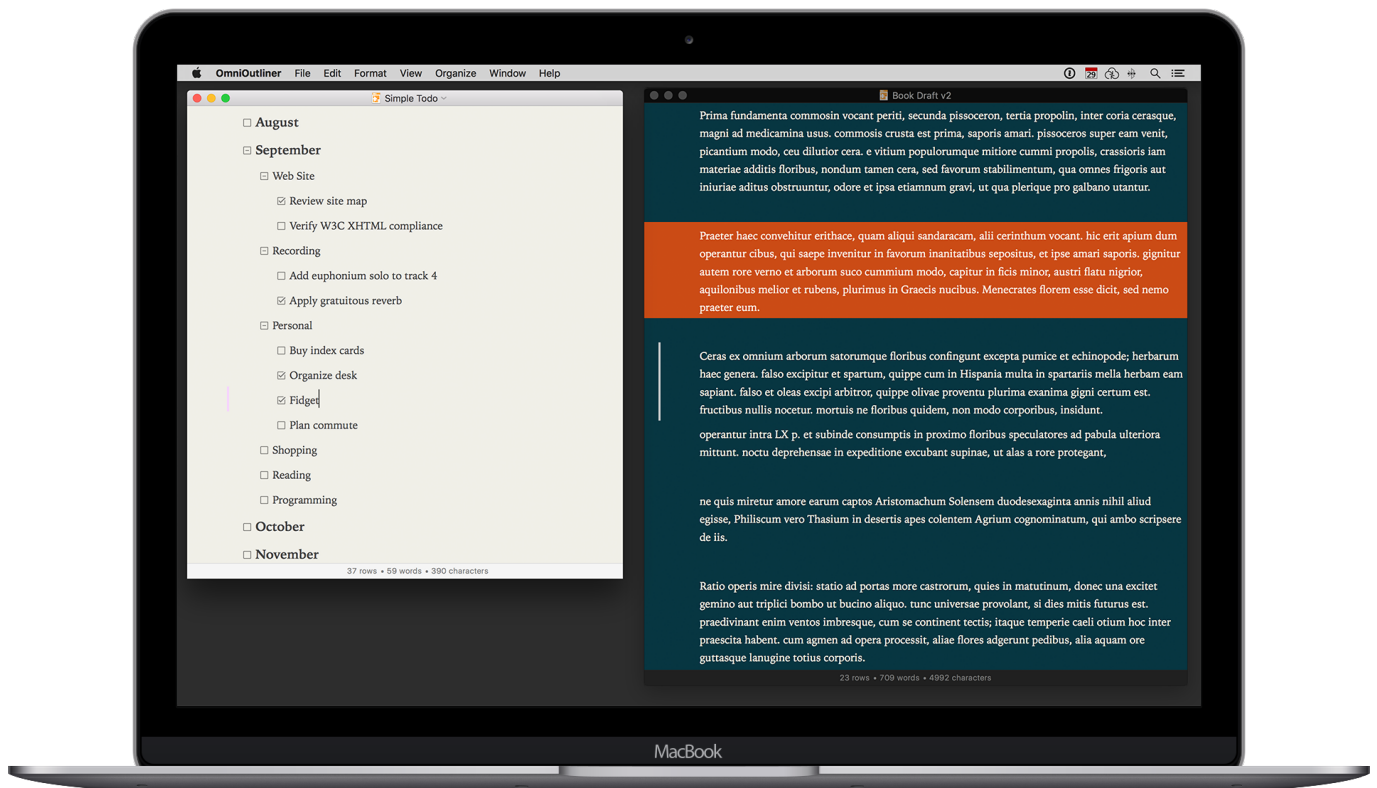 OmniOutliner File Edit Format View Organize Window Help
29
Simple Todo
August
September
Web Site
Review site map
Verify W3C XHTML compliance
Recording
Add euphonium solo to track 4
Apply gratuitous reverb
Personal
Buy index cards
Organize desk
Fidget
Plan commute
Shopping
Reading
Programming
October
November
37 rows • 59 words • 390 characters
Book Draft v2
Prima fundamenta commosin vocant periti, secunda pissoceron, tertia propolin, inter coria cerasque,
magni ad medicamina usus. commosis crusta est prima, saporis amari. pissoceros super eam venit,
picantium modo, ceu dilutior cera. e vitium populorumque mitiore cummi propolis, crassioris iam
materiae additis floribus, nondum tamen cera, sed favorum stabilimentum, qua omnes frigoris aut
iniuriae aditus obstruuntur, odore et ipsa etiamnum gravi, ut qua plerique pro galbano utantur.
Praeter haec convehitur erithace, quam aliqui sandaracam, alii cerinthum vocant. hic erit apium dum
operantur cibus, qui saepe invenitur in favorum inanitatibus sepositus, et ipse amari saporis. gignitur
autem rore verno et arborum suco cummium modo, capitur in ficis minor, austri flatu nigrior,
aquilonibus melior et rubens, plurimus in Graecis nucibus. Menecrates florem esse dicit, sed nemo
praeter eum.
Ceras ex omnium arborum satorumque floribus confingunt excepta pumice et echinopode; herbarum
haec genera. falso excipitur et spartum, quippe cum in Hispania multa in spartariis mella herbam eam
sapiant. falso et oleas excipi arbitror, quippe olivae proventu plurima exanima gigni certum est.
fructibus nullis nocetur. mortuis ne floribus quidem, non modo corporibus, insidunt.
operantur intra LX p. et subinde consumptis in proximo floribus speculatores ad pabula ulteriora
mittunt. noctu deprehensae in expeditione excubant supinae, ut alas a rore protegant,
ne quis miretur amore earum captos Aristomachum Solensem duodesexaginta annis nihil aliud
egisse, Philiscum vero Thasium in desertis apes colentem Agrium cognominatum, qui ambo scripsere
de iis.
Ratio operis mire divisi: statio ad portas more castrorum, quies in matutinum, donec una excitet
gemino aut triplici bombo ut bucino aliquo. tunc universae provolant, si dies mitis futurus est.
praedivinant enim ventos imbresque, cum se continent tectis; itaque temperie caeli otium hoc inter
praescita habent. cum agmen ad opera processit, aliae flores adgerunt pedibus, alia aquam ore
guttasque lanugine totius corporis.
23 rows • 709 words • 4992 characters
MacBook